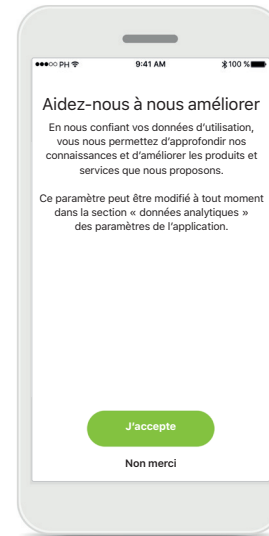 ●●●○○ PH 9:41 AM 100 %
Aidez-nous à nous améliorer
En nous confiant vos données d'utilisation,
vous nous permettez d'approfondir nos
connaissances et d'améliorer les produits et
services que nous proposons.
Ce paramètre peut être modifié à tout moment
dans la section « données analytiques »
des paramètres de l'application.
J'accepte
Non merci